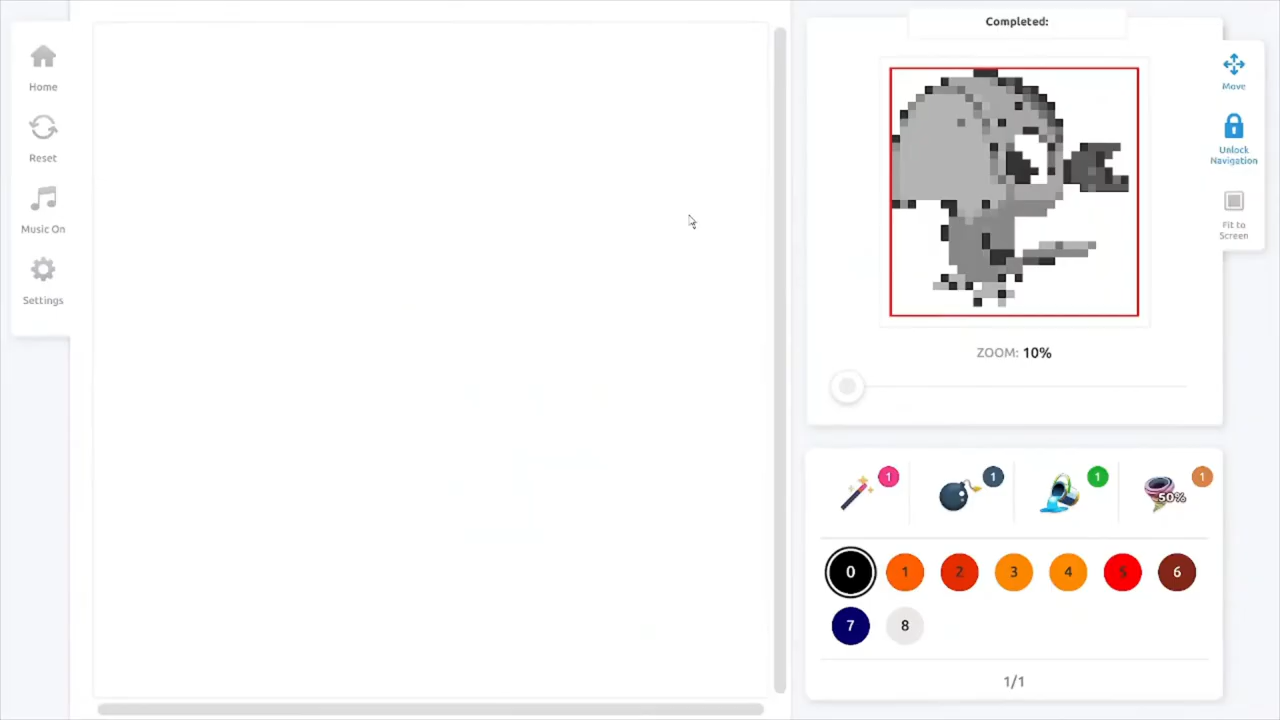 Completed:
Home
Reset
Music On
Settings
Move
Unlock
Navigation
Fit to
Screen
ZOOM: 10%
1
1
1
50%
1
0
1
2
3
4
5
6
7
8
1/1